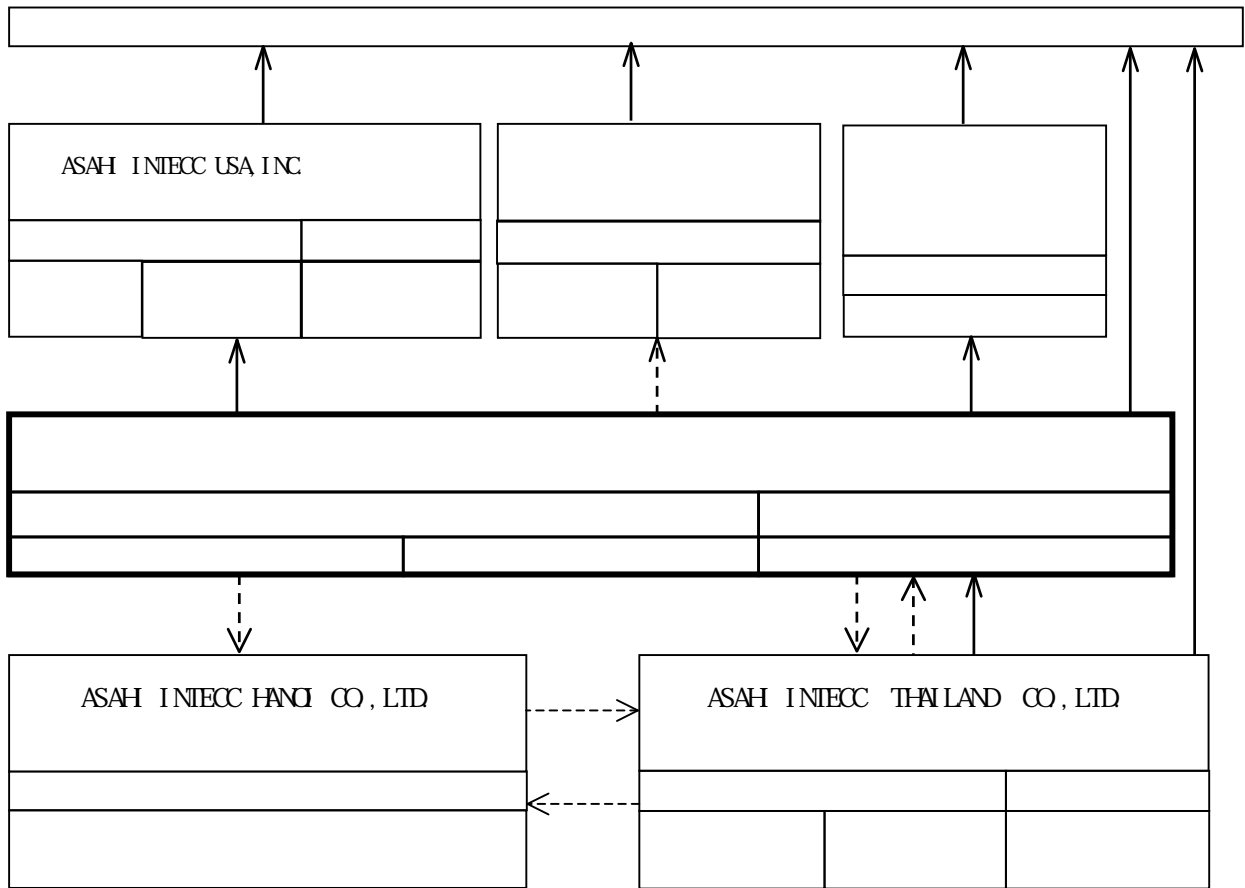 ASAHI INTECC USA, INC.
ASAHI INTECC HANOI CO., LTD.
ASAHI INTECC THAILAND CO., LTD.